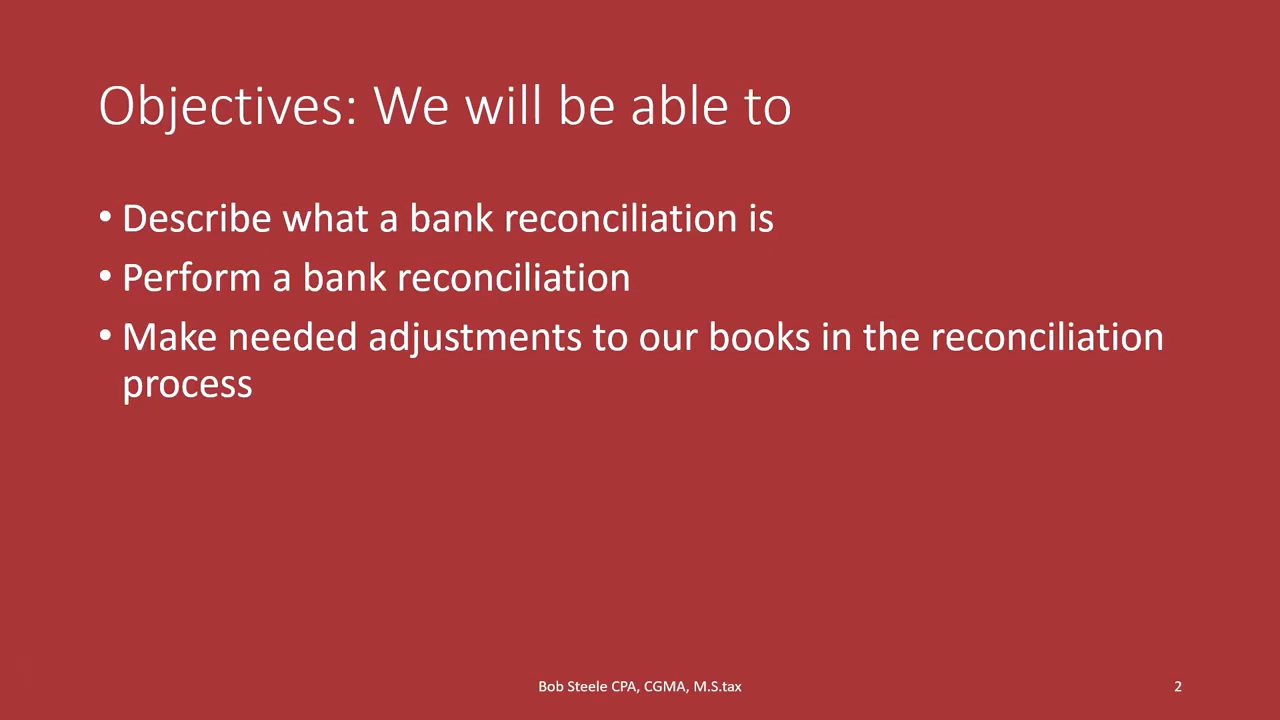 Objectives: We will be able to
• Describe what a bank reconciliation is
• Perform a bank reconciliation
• Make needed adjustments to our books in the reconciliation
process
Bob Steele CPA, CGMA, M.S.tax
2